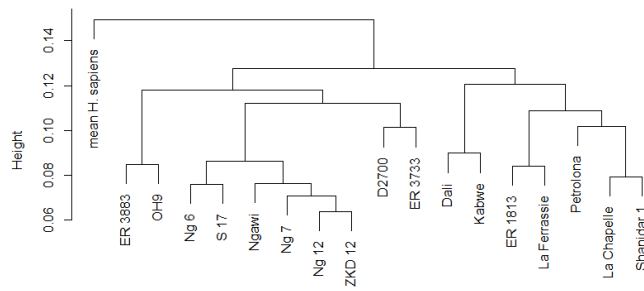 Height
0.14
0.12
0.10
0.08
0.06
mean H. sapiens
ER 3883
OH9
Ng 6
S 17
Ngawi
Ng 7
Ng 12
ZKD 12
D2700
ER 3733
Dali
Kabwe
ER 1813
La Ferrassie
Petrolona
La Chapelle
Shanidar 1